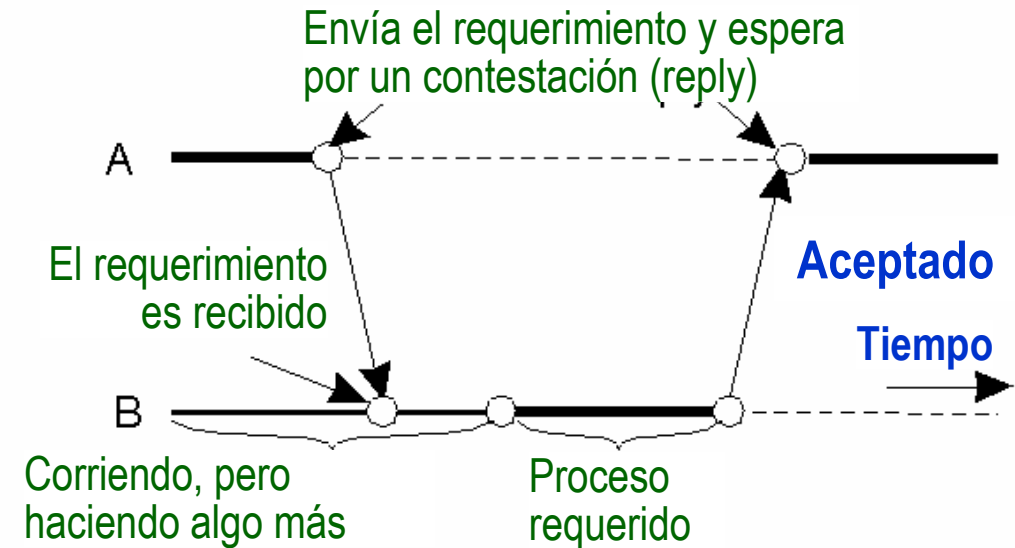 Envía el requerimiento y espera
por un contestación (reply)
A
El requerimiento
es recibido
Aceptado
Tiempo
B
Corriendo, pero
haciendo algo más
Proceso
requerido